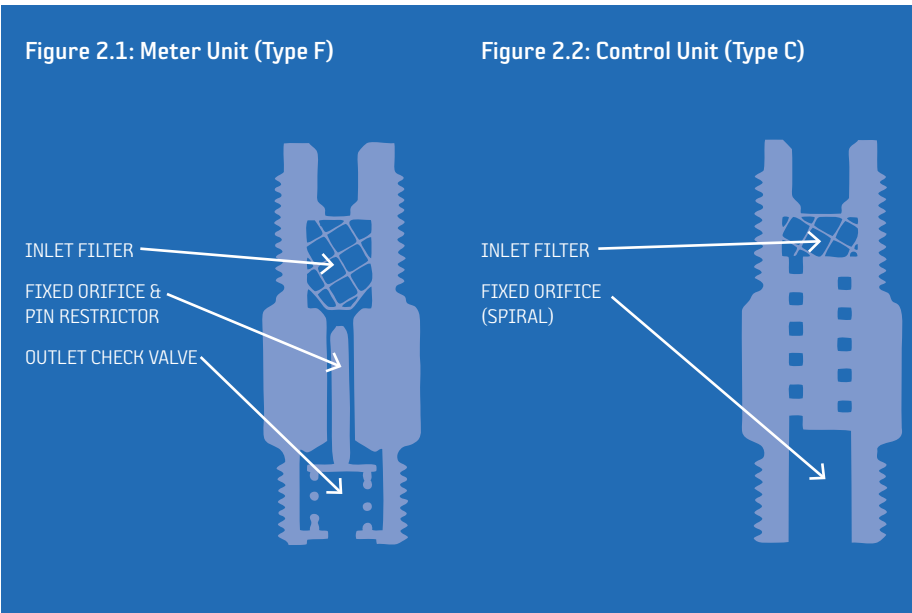 Figure 2.1: Meter Unit (Type F)
INLET FILTER
FIXED ORIFICE &
PIN RESTRICTOR
OUTLET CHECK VALVE
Figure 2.2: Control Unit (Type C)
INLET FILTER
FIXED ORIFICE
(SPIRAL)